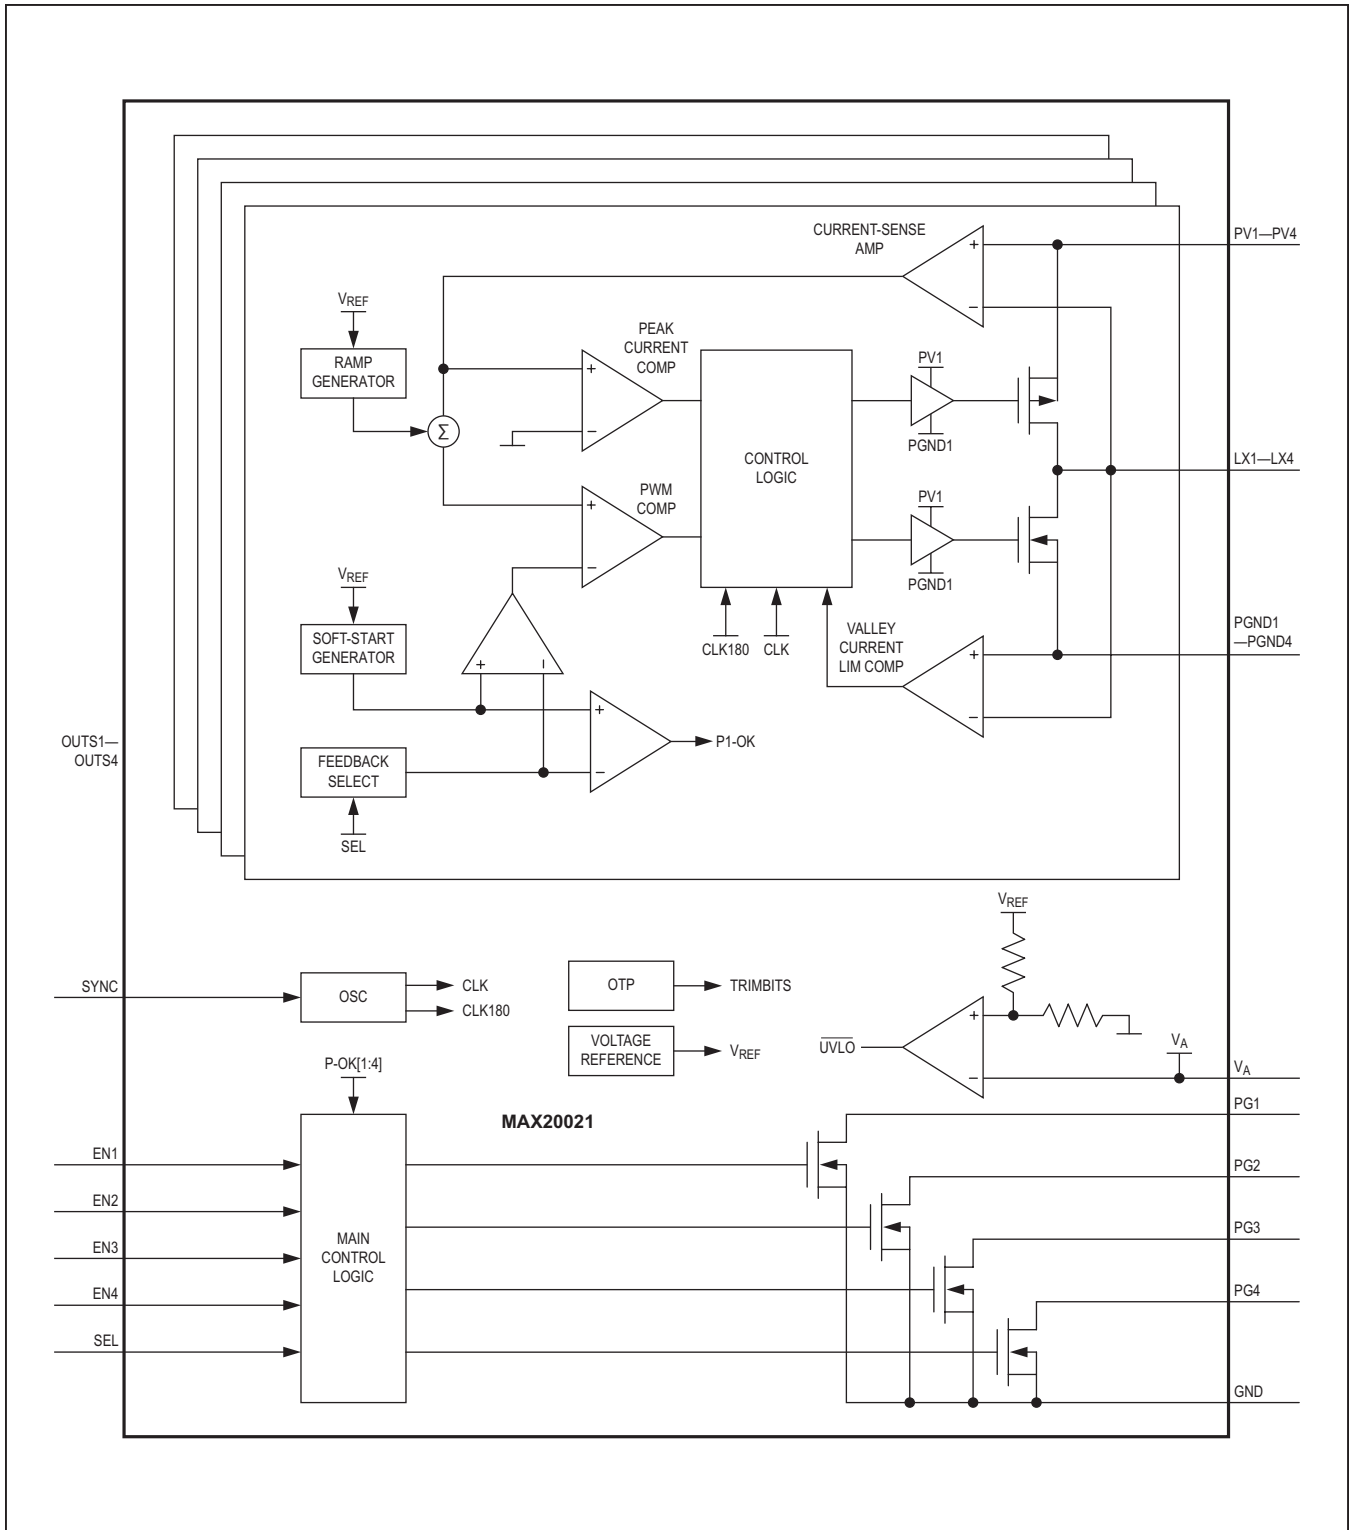 CURRENT-SENSE
AMP
+
−
PV1—PV4
VREF
RAMP
GENERATOR
Σ
PEAK
CURRENT
COMP
+
−
CONTROL
LOGIC
PV1
PGND1
LX1—LX4
PWM
COMP
+
−
PV1
PGND1
VREF
SOFT-START
GENERATOR
+
−
CLK180
CLK
VALLEY
CURRENT
LIM COMP
+
−
PGND1
—PGND4
OUTS1—
OUTS4
FEEDBACK
SELECT
SEL
+
−
P1-OK
VREF
SYNC
OSC
CLK
CLK180
OTP
TRIMBITS
VOLTAGE
REFERENCE
VREF
UVLO
+
−
VA
VA
P-OK[1:4]
MAX20021
PG1
EN1
PG2
EN2
PG3
EN3
MAIN
CONTROL
LOGIC
PG4
EN4
SEL
GND